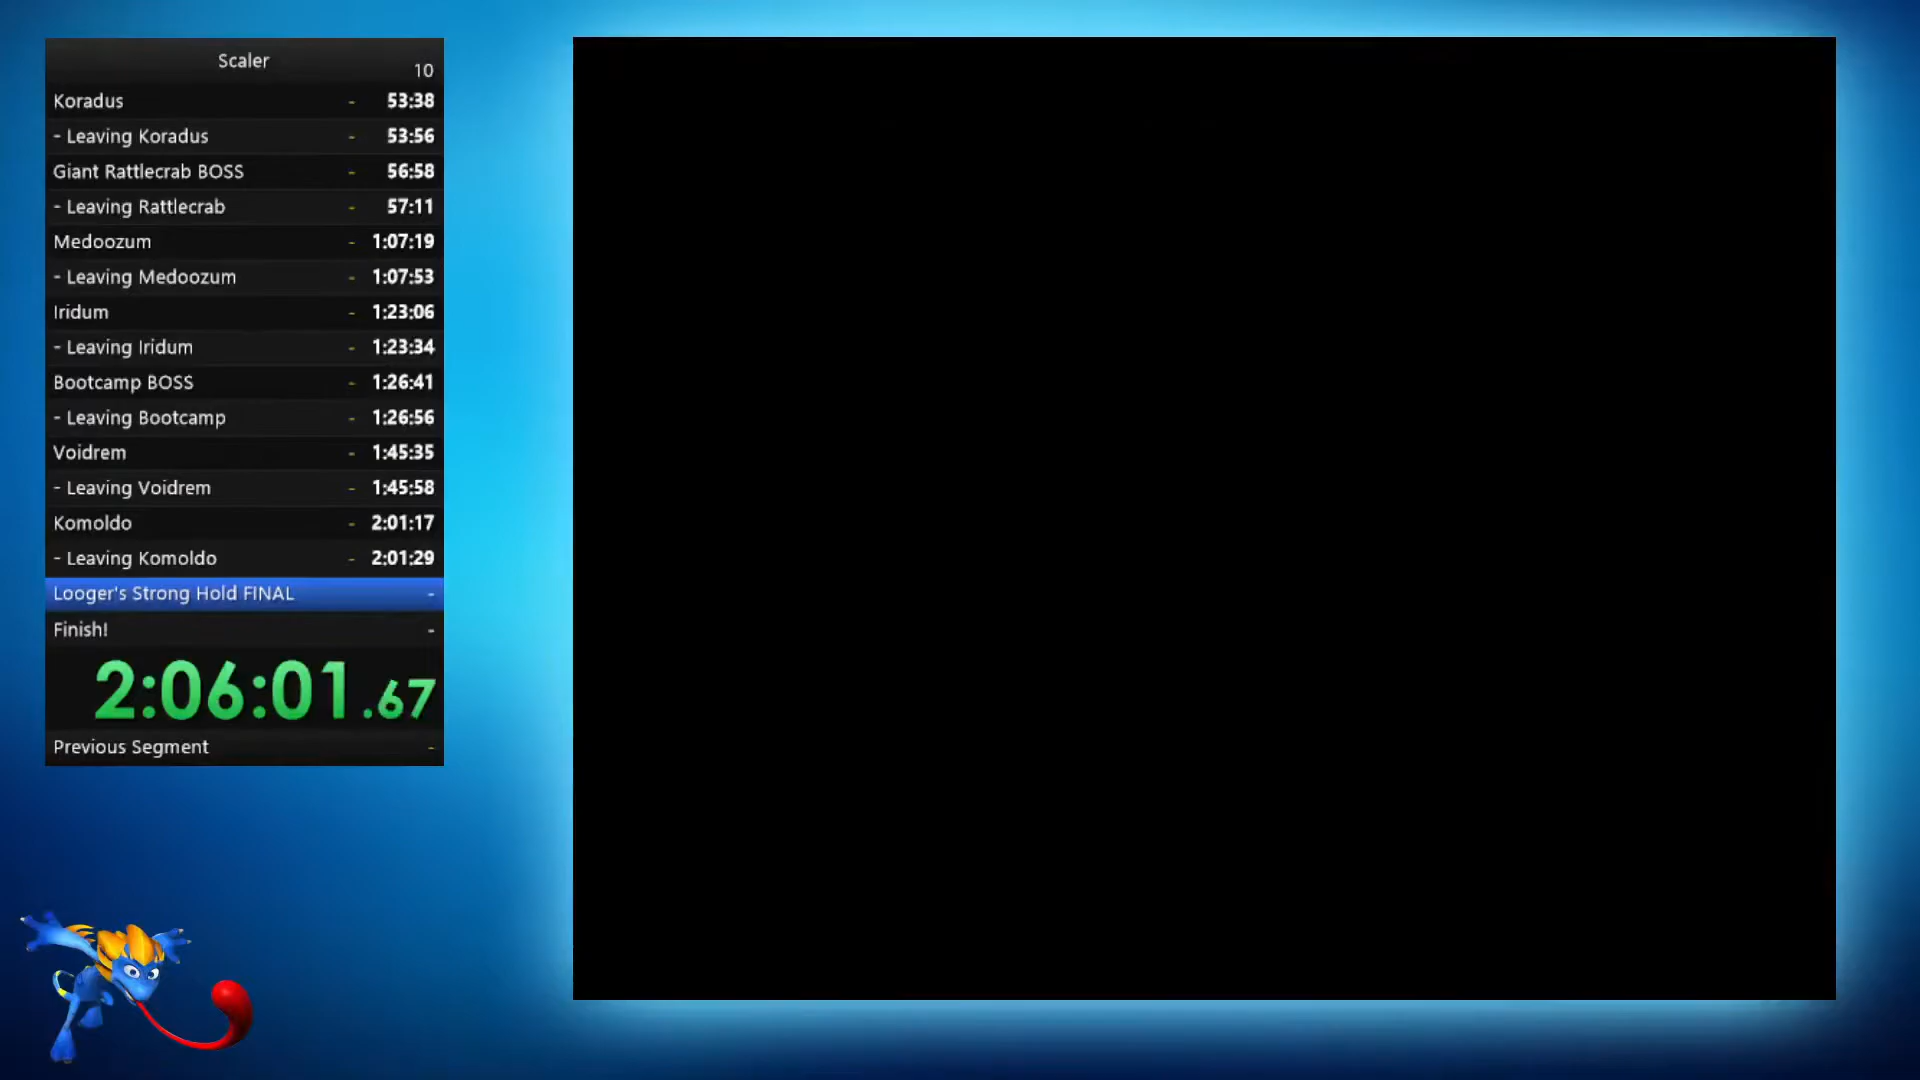 Scaler
10
Koradus - 53:38
- Leaving Koradus - 53:56
Giant Rattlecrab BOSS - 56:58
- Leaving Rattlecrab - 57:11
Medoozum - 1:07:19
- Leaving Medoozum - 1:07:53
Iridum - 1:23:06
- Leaving Iridum - 1:23:34
Bootcamp BOSS - 1:26:41
- Leaving Bootcamp - 1:26:56
Voidrem - 1:45:35
- Leaving Voidrem - 1:45:58
Komoldo - 2:01:17
- Leaving Komoldo - 2:01:29
Looger's Strong Hold FINAL -
Finish! -
2:06:01.67
Previous Segment -